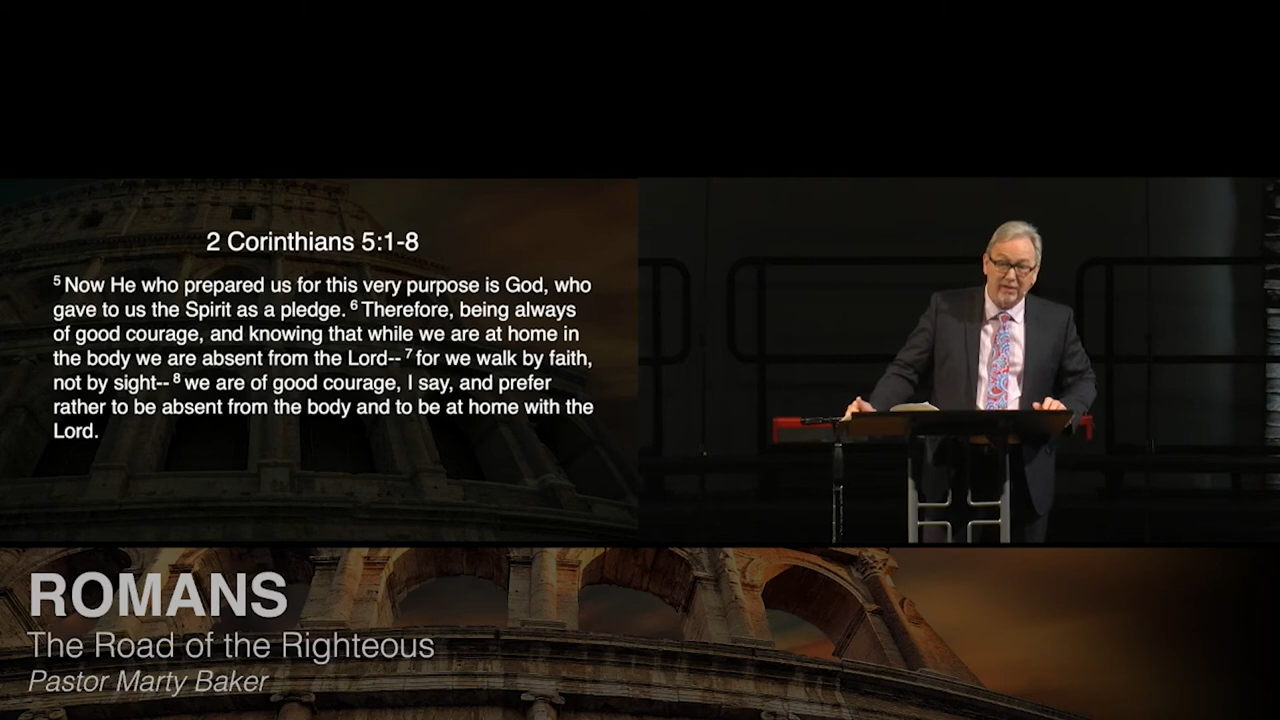 2 Corinthians 5:1-8
5 Now He who prepared us for this very purpose is God, who
gave to us the Spirit as a pledge. 6 Therefore, being always
of good courage, and knowing that while we are at home in
the body we are absent from the Lord-- 7 for we walk by faith,
not by sight-- 8 we are of good courage, I say, and prefer
rather to be absent from the body and to be at home with the
Lord.
ROMANS
The Road of the Righteous
Pastor Marty Baker